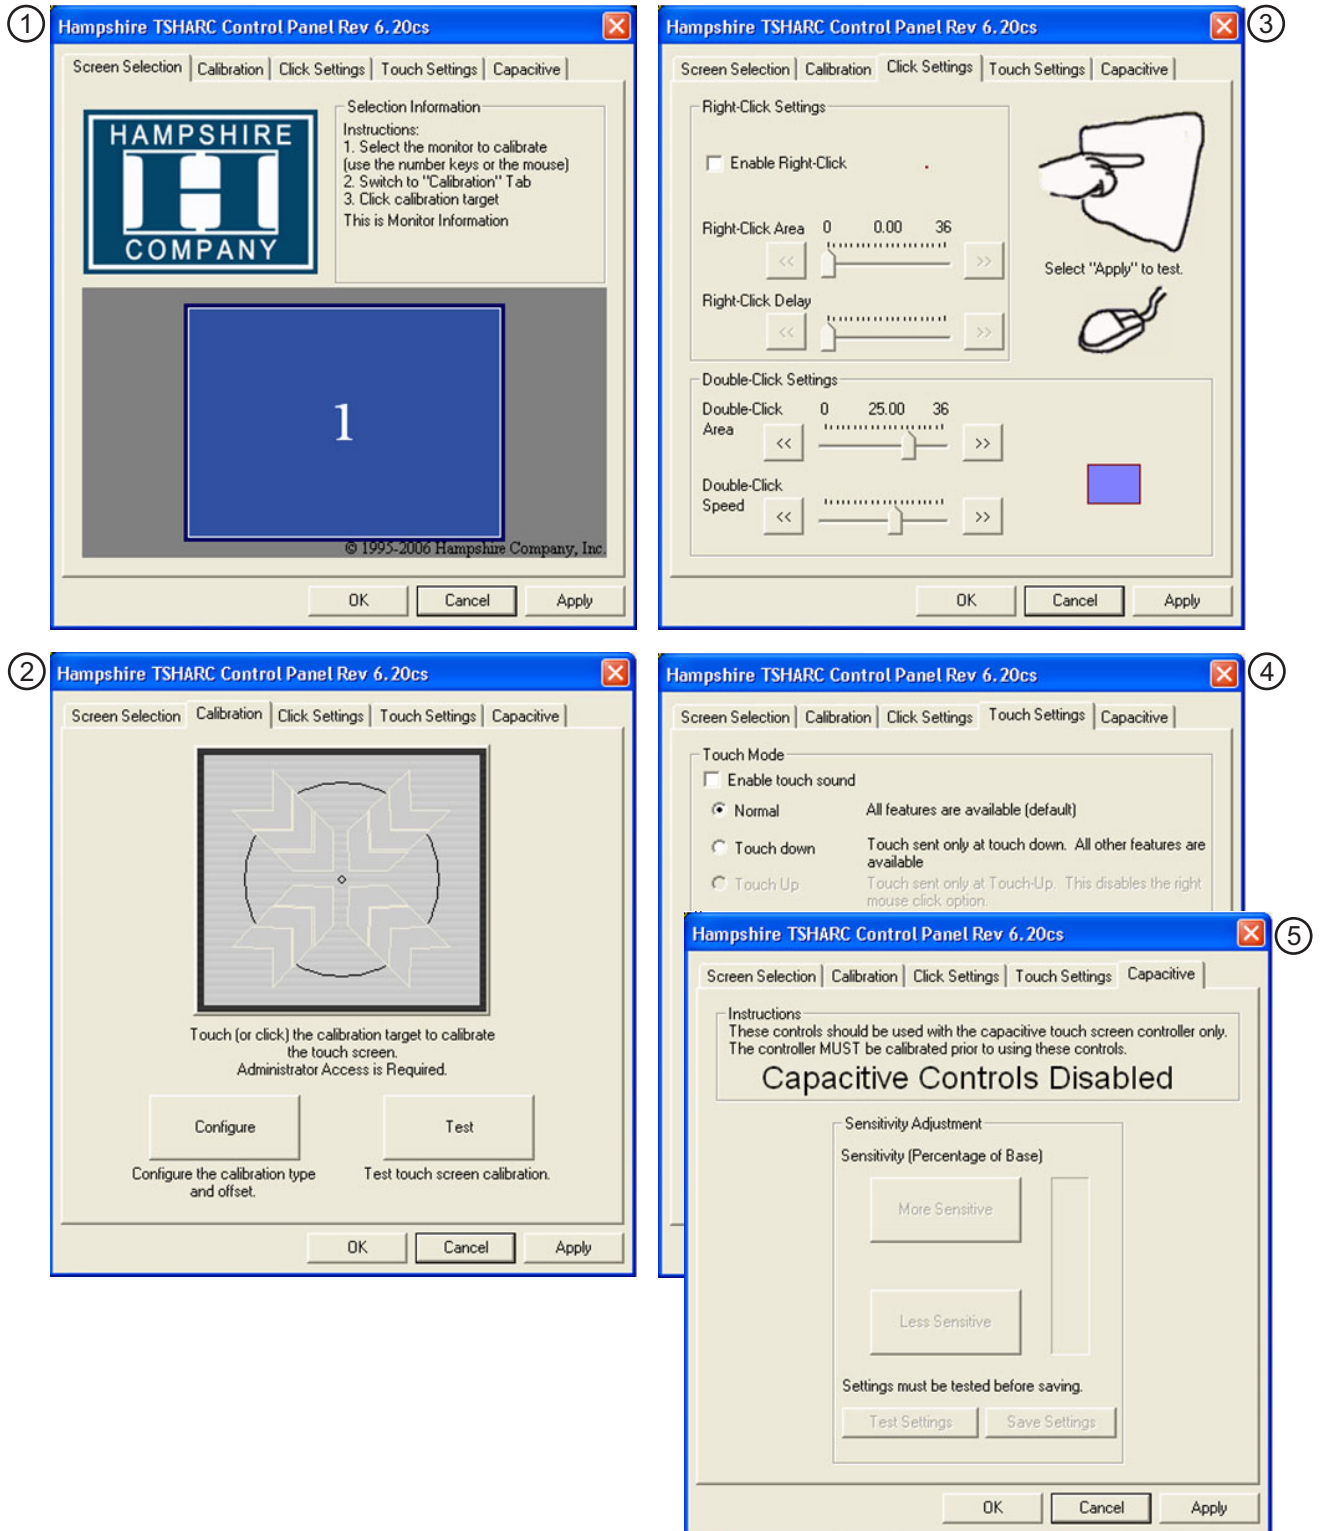 1
Hampshire TSHARC Control Panel Rev 6.20cs
Screen Selection Calibration Click Settings Touch Settings Capacitive
HAMPSHIRE
COMPANY
Selection Information
Instructions:
1. Select the monitor to calibrate
(use the number keys or the mouse)
2. Switch to "Calibration" Tab
3. Click calibration target
This is Monitor Information
1
© 1995-2006 Hampshire Company, Inc.
OK Cancel Apply
2
Hampshire TSHARC Control Panel Rev 6.20cs
Screen Selection Calibration Click Settings Touch Settings Capacitive
Touch (or click) the calibration target to calibrate
the touch screen.
Administrator Access is Required.
Configure Test
Configure the calibration type
and offset.
Test touch screen calibration.
OK Cancel Apply
3
Hampshire TSHARC Control Panel Rev 6.20cs
Screen Selection Calibration Click Settings Touch Settings Capacitive
Right-Click Settings
Enable Right-Click
Right-Click Area 0 0.00 36
<< >>
Select "Apply" to test.
Right-Click Delay
<< >>
Double-Click Settings
Double-Click
Area
0 25.00 36
<< >>
Double-Click
Speed
<< >>
OK Cancel Apply
4
Hampshire TSHARC Control Panel Rev 6.20cs
Screen Selection Calibration Click Settings Touch Settings Capacitive
Touch Mode
Enable touch sound
Normal All features are available (default)
Touch down Touch sent only at touch down. All other features are
available
Touch Up Touch sent only at Touch-Up. This disables the right
mouse click option.
5
Hampshire TSHARC Control Panel Rev 6.20cs
Screen Selection Calibration Click Settings Touch Settings Capacitive
Instructions
These controls should be used with the capacitive touch screen controller only.
The controller MUST be calibrated prior to using these controls.
Capacitive Controls Disabled
Sensitivity Adjustment
Sensitivity (Percentage of Base)
More Sensitive
Less Sensitive
Settings must be tested before saving.
Test Settings Save Settings
OK Cancel Apply